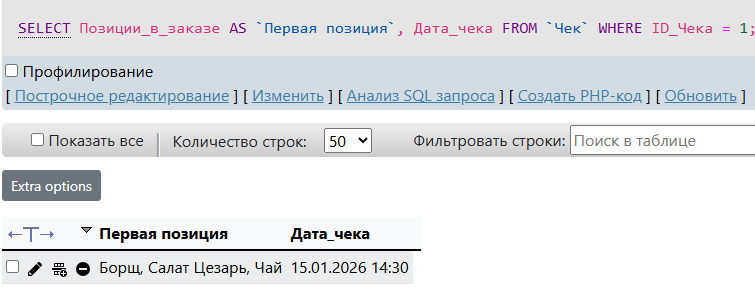 SELECT Позиции_в_заказе AS `Первая позиция`, Дата_чека FROM `Чек` WHERE ID_Чека = 1;
Профилирование
[ Построчное редактирование ] [ Изменить ] [ Анализ SQL запроса ] [ Создать PHP-код ] [ Обновить ]
Показать все Количество строк: 50 Фильтровать строки: Поиск в таблице
Extra options
←T→ Первая позиция Дата_чека
Борщ, Салат Цезарь, Чай 15.01.2026 14:30